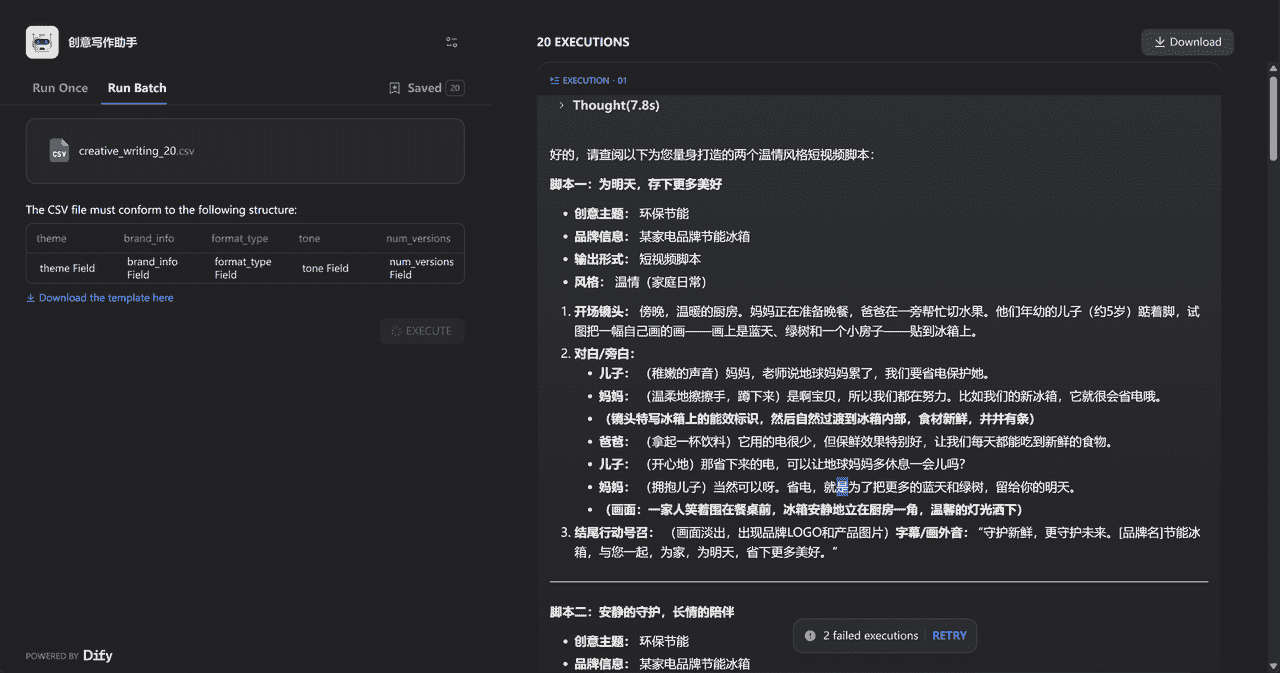 创意写作助手
Run Once
Run Batch
Saved 20
csv
creative_writing_20.csv
The CSV file must conform to the following structure:
theme brand_info format_type tone num_versions
theme Field brand_info Field format_type Field tone Field num_versions Field
Download the template here
EXECUTE
POWERED BY Dify
20 EXECUTIONS
Download
EXECUTION · 01
Thought(7.8s)
好的，请查阅以下为您量身打造的两个温情风格短视频脚本：
脚本一：为明天，存下更多美好
• 创意主题： 环保节能
• 品牌信息： 某家电品牌节能冰箱
• 输出形式： 短视频脚本
• 风格： 温情（家庭日常）
1. 开场镜头： 傍晚，温暖的厨房。妈妈正在准备晚餐，爸爸在一旁帮忙切水果。他们年幼的儿子（约5岁）踮着脚，试
图把一幅自己画的画——画上是蓝天、绿树和一个小房子——贴到冰箱上。
2. 对白/旁白：
• 儿子： （稚嫩的声音）妈妈，老师说地球妈妈累了，我们要省电保护她。
• 妈妈： （温柔地擦擦手，蹲下来）是啊宝贝，所以我们都在努力。比如我们的新冰箱，它就很会省电哦。
• （镜头特写冰箱上的能效标识，然后自然过渡到冰箱内部，食材新鲜，井井有条）
• 爸爸： （拿起一杯饮料）它用的电很少，但保鲜效果特别好，让我们每天都能吃到新鲜的食物。
• 儿子： （开心地）那省下来的电，可以让地球妈妈多休息一会儿吗？
• 妈妈： （拥抱儿子）当然可以呀。省电，就是为了把更多的蓝天和绿树，留给你的明天。
• （画面：一家人笑着围在餐桌前，冰箱安静地立在厨房一角，温馨的灯光洒下）
3. 结尾行动号召： （画面淡出，出现品牌LOGO和产品图片）字幕/画外音：“守护新鲜，更守护未来。[品牌名]节能冰
箱，与您一起，为家，为明天，省下更多美好。”
脚本二：安静的守护，长情的陪伴
• 创意主题： 环保节能
• 品牌信息： 某家电品牌节能冰箱
2 failed executions RETRY